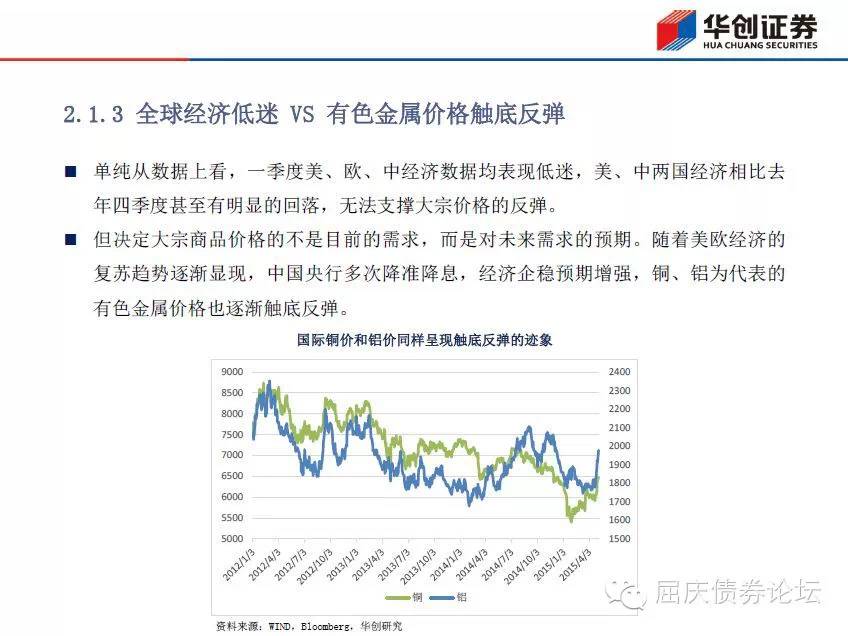 华创证券
HUA CHUANG SECURITIES
2.1.3 全球经济低迷 VS 有色金属价格触底反弹
■ 单纯从数据上看，一季度美、欧、中经济数据均表现低迷，美、中两国经济相比去
年四季度甚至有明显的回落，无法支撑大宗价格的反弹。
■ 但决定大宗商品价格的不是目前的需求，而是对未来需求的预期。随着美欧经济的
复苏趋势逐渐显现，中国央行多次降准降息，经济企稳预期增强，铜、铝为代表的
有色金属价格也逐渐触底反弹。
国际铜价和铝价同样呈现触底反弹的迹象
9000
8500
8000
7500
7000
6500
6000
5500
5000
2400
2300
2200
2100
2000
1900
1800
1700
1600
1500
2012/1/3
2012/4/3
2012/7/3
2012/10/3
2013/1/3
2013/4/3
2013/7/3
2013/10/3
2014/1/3
2014/4/3
2014/7/3
2014/10/3
2015/1/3
2015/4/3
铜 铝
屈庆债券论坛
资料来源：WIND，Bloomberg，华创研究